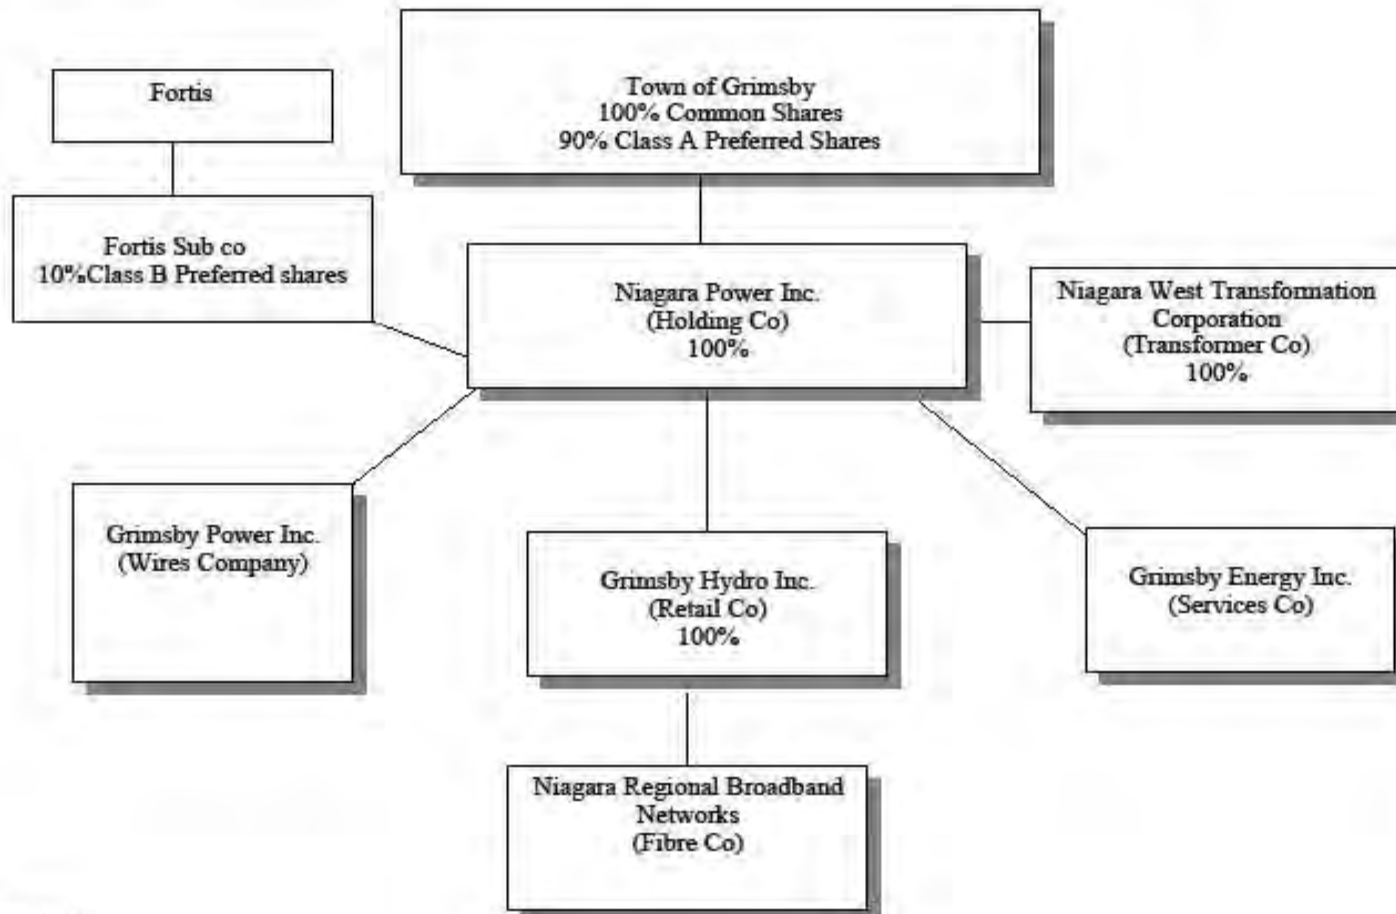 Fortis
Town of Grimsby
100% Common Shares
90% Class A Preferred Shares
Fortis Sub co
10%Class B Preferred shares
Niagara Power Inc.
(Holding Co)
100%
Niagara West Transformation
Corporation
(Transformer Co)
100%
Grimsby Power Inc.
(Wires Company)
Grimsby Hydro Inc.
(Retail Co)
100%
Grimsby Energy Inc.
(Services Co)
Niagara Regional Broadband
Networks
(Fibre Co)